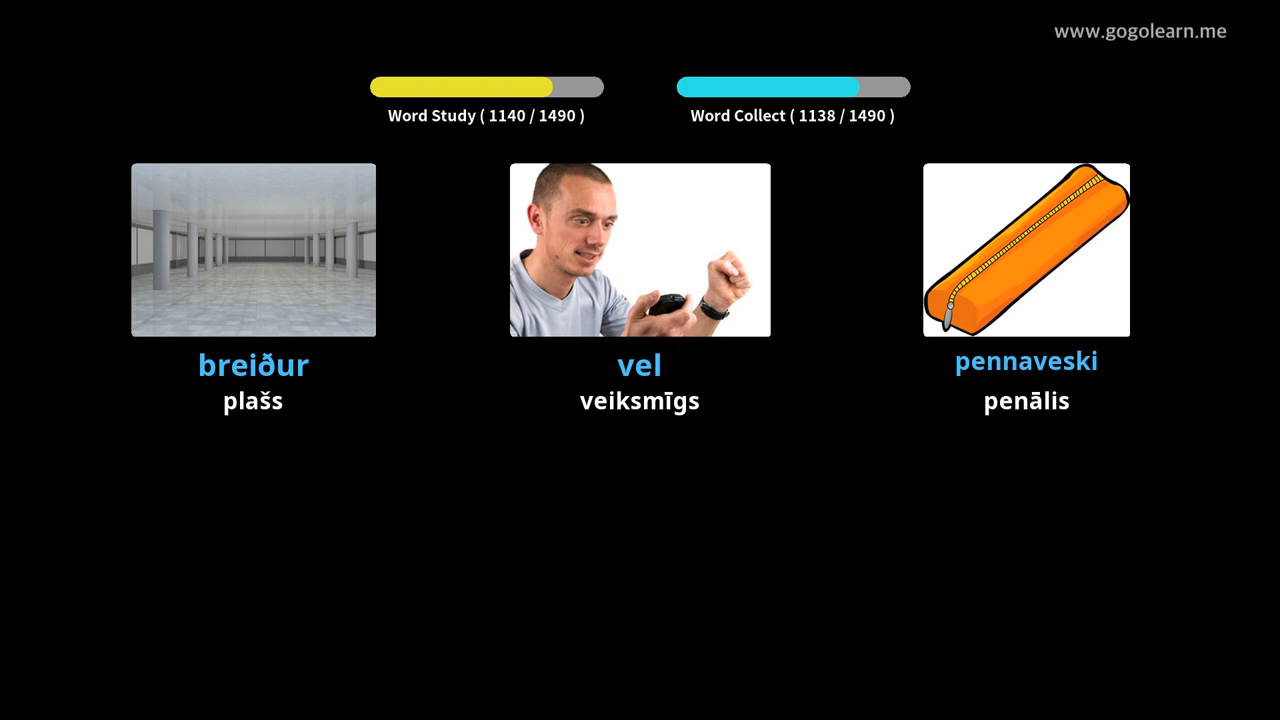 www.gogolearn.me
Word Study ( 1140 / 1490 )
Word Collect ( 1138 / 1490 )
breiður
vel
pennaveski
plašs
veiksmīgs
penālis